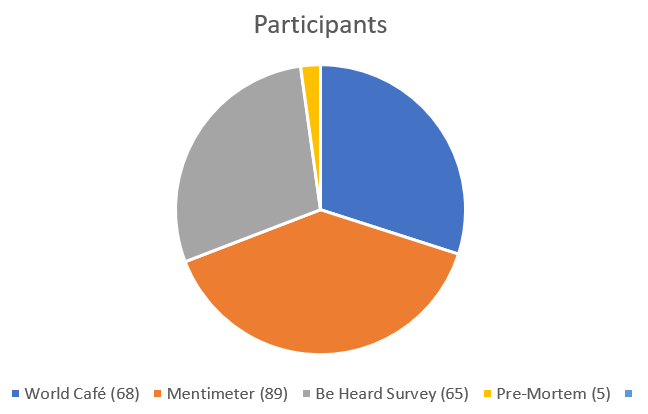 Participants
World Café (68) Mentimeter (89) Be Heard Survey (65) Pre-Mortem (5)